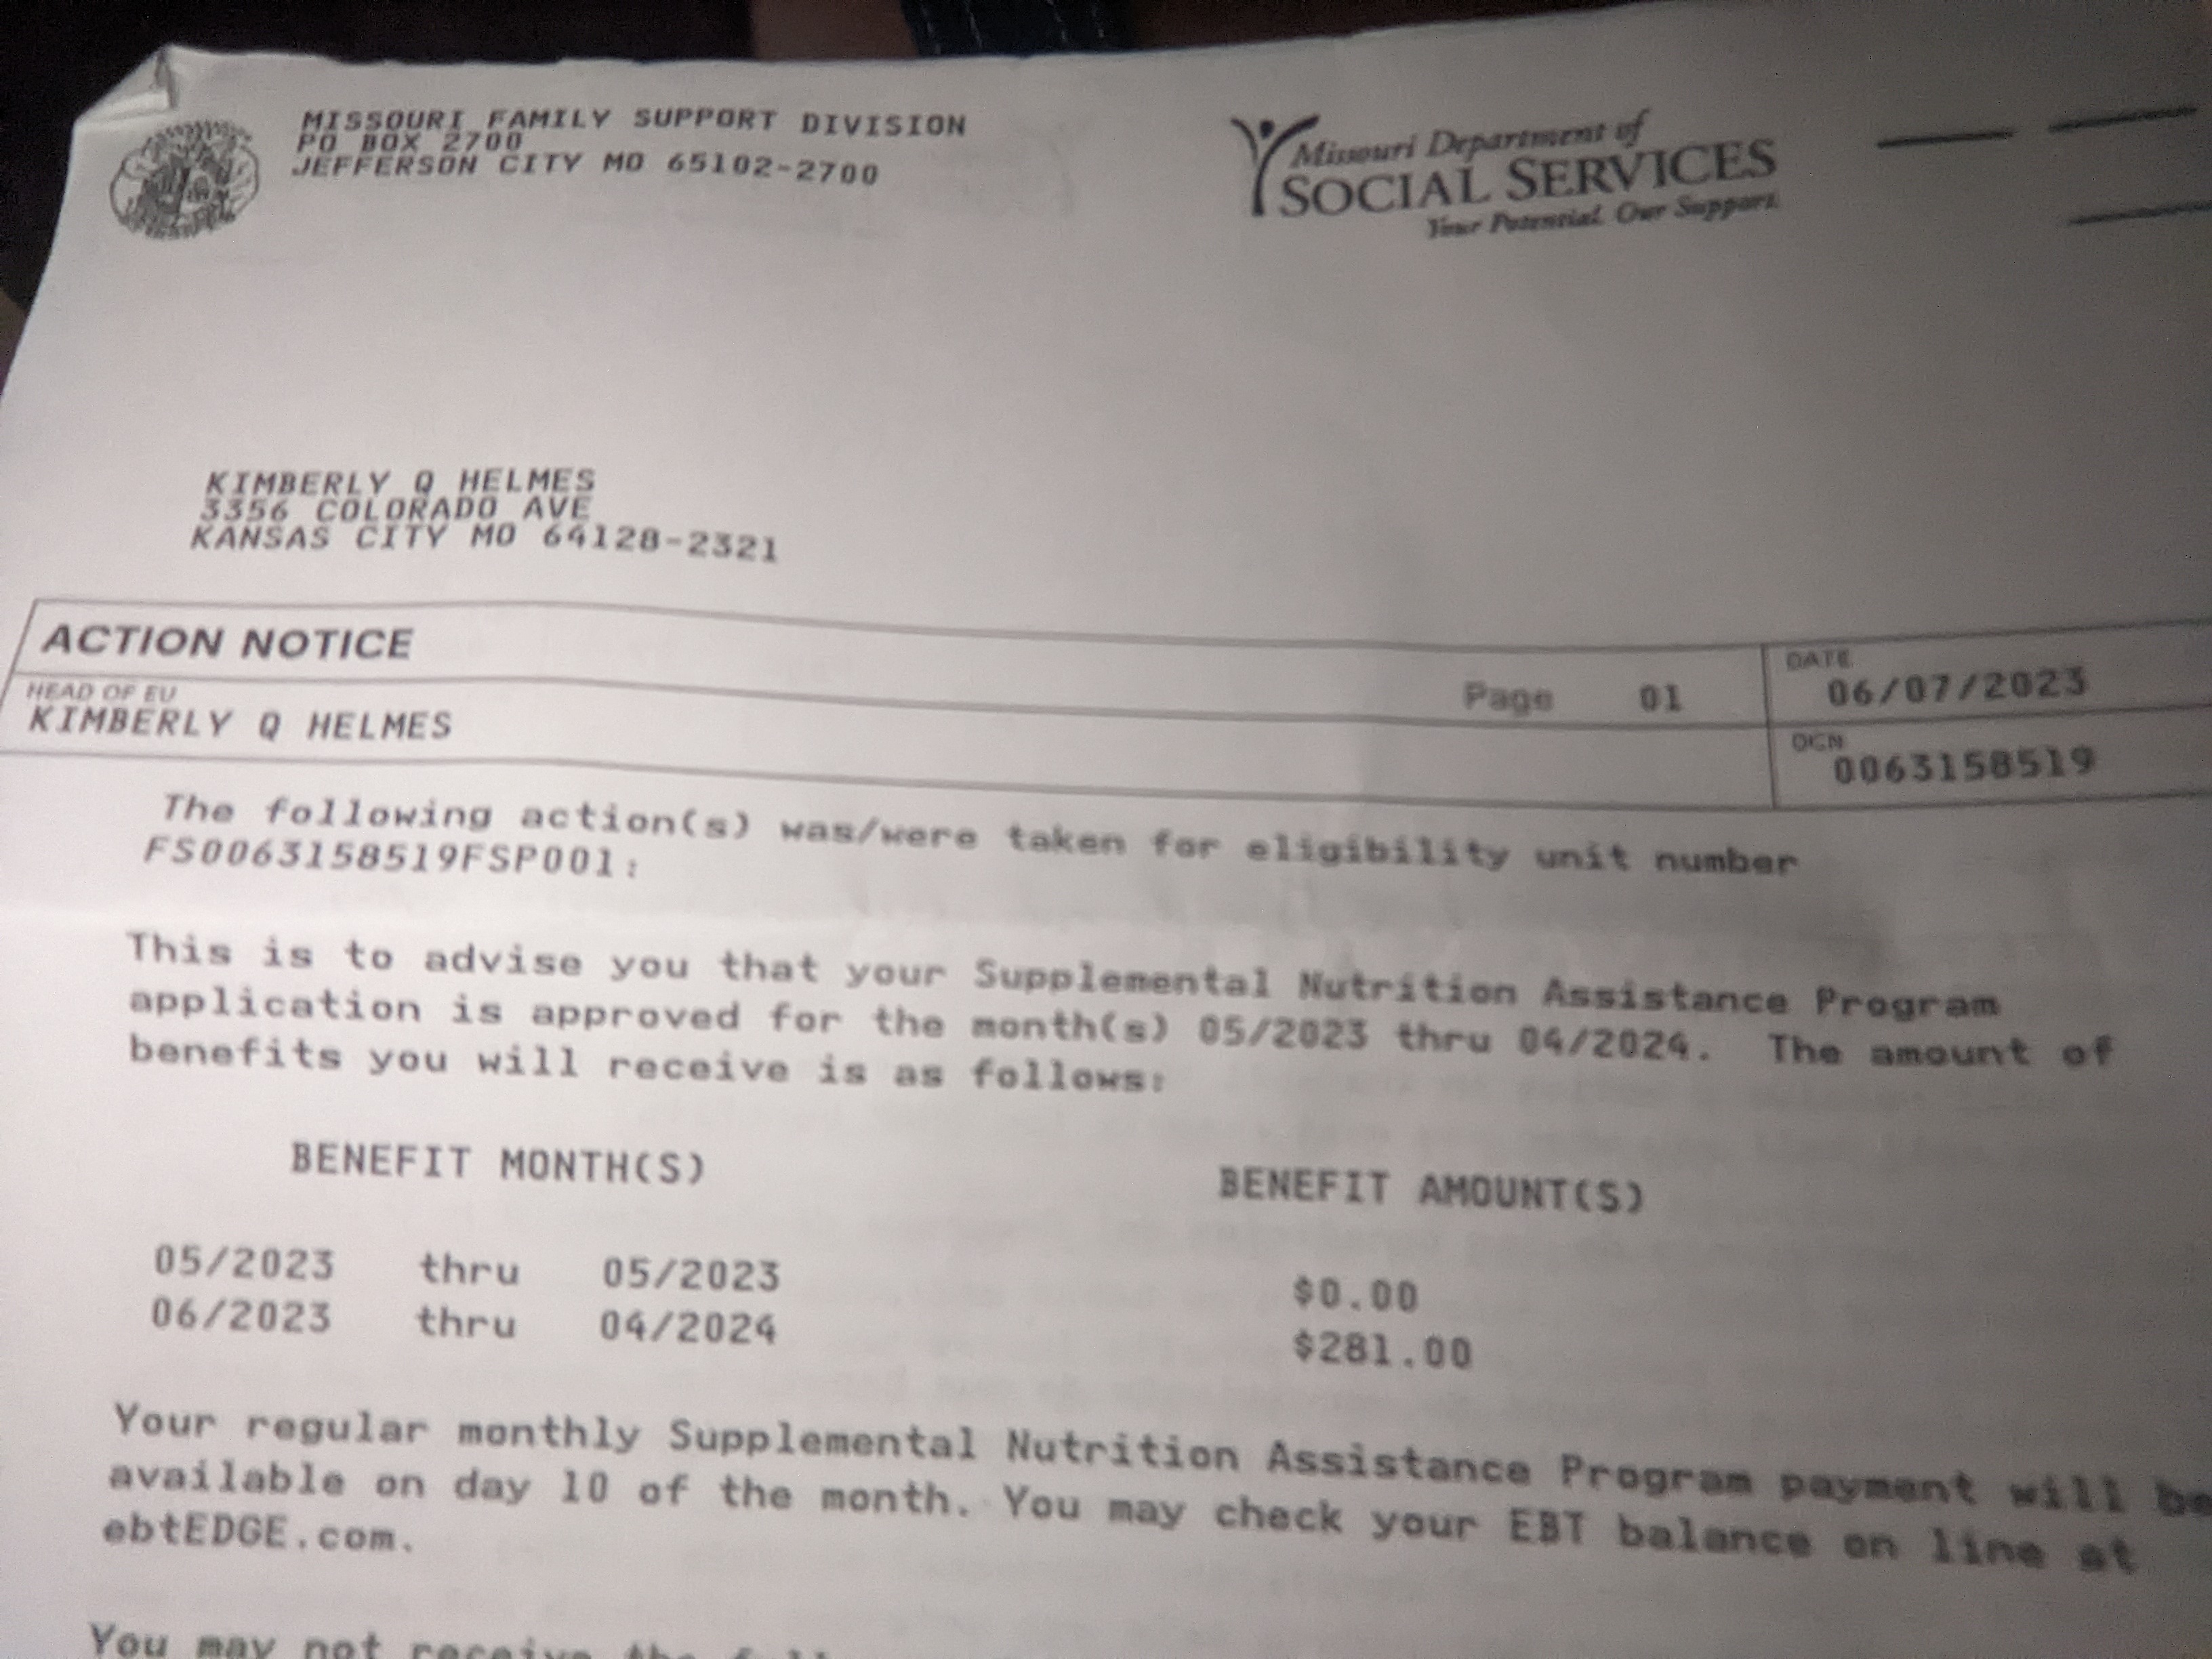 MISSOURI FAMILY SUPPORT DIVISION
PO BOX 2700
JEFFERSON CITY MO 65102-2700
Missouri Department of
SOCIAL SERVICES
Your Potential. Our Support.
KIMBERLY Q HELMES
3356 COLORADO AVE
KANSAS CITY MO 64128-2321
ACTION NOTICE
Page 01
DATE
06/07/2023
HEAD OF EU
KIMBERLY Q HELMES
DCN
0063158519
The following action(s) was/were taken for eligibility unit number
FS0063158519FSP001:
This is to advise you that your Supplemental Nutrition Assistance Program
application is approved for the month(s) 05/2023 thru 04/2024. The amount of
benefits you will receive is as follows:
BENEFIT MONTH(S) BENEFIT AMOUNT(S)
05/2023 thru 05/2023 $0.00
06/2023 thru 04/2024 $281.00
Your regular monthly Supplemental Nutrition Assistance Program payment will be
available on day 10 of the month. You may check your EBT balance on line at
ebtEDGE.com.
You may not receive the